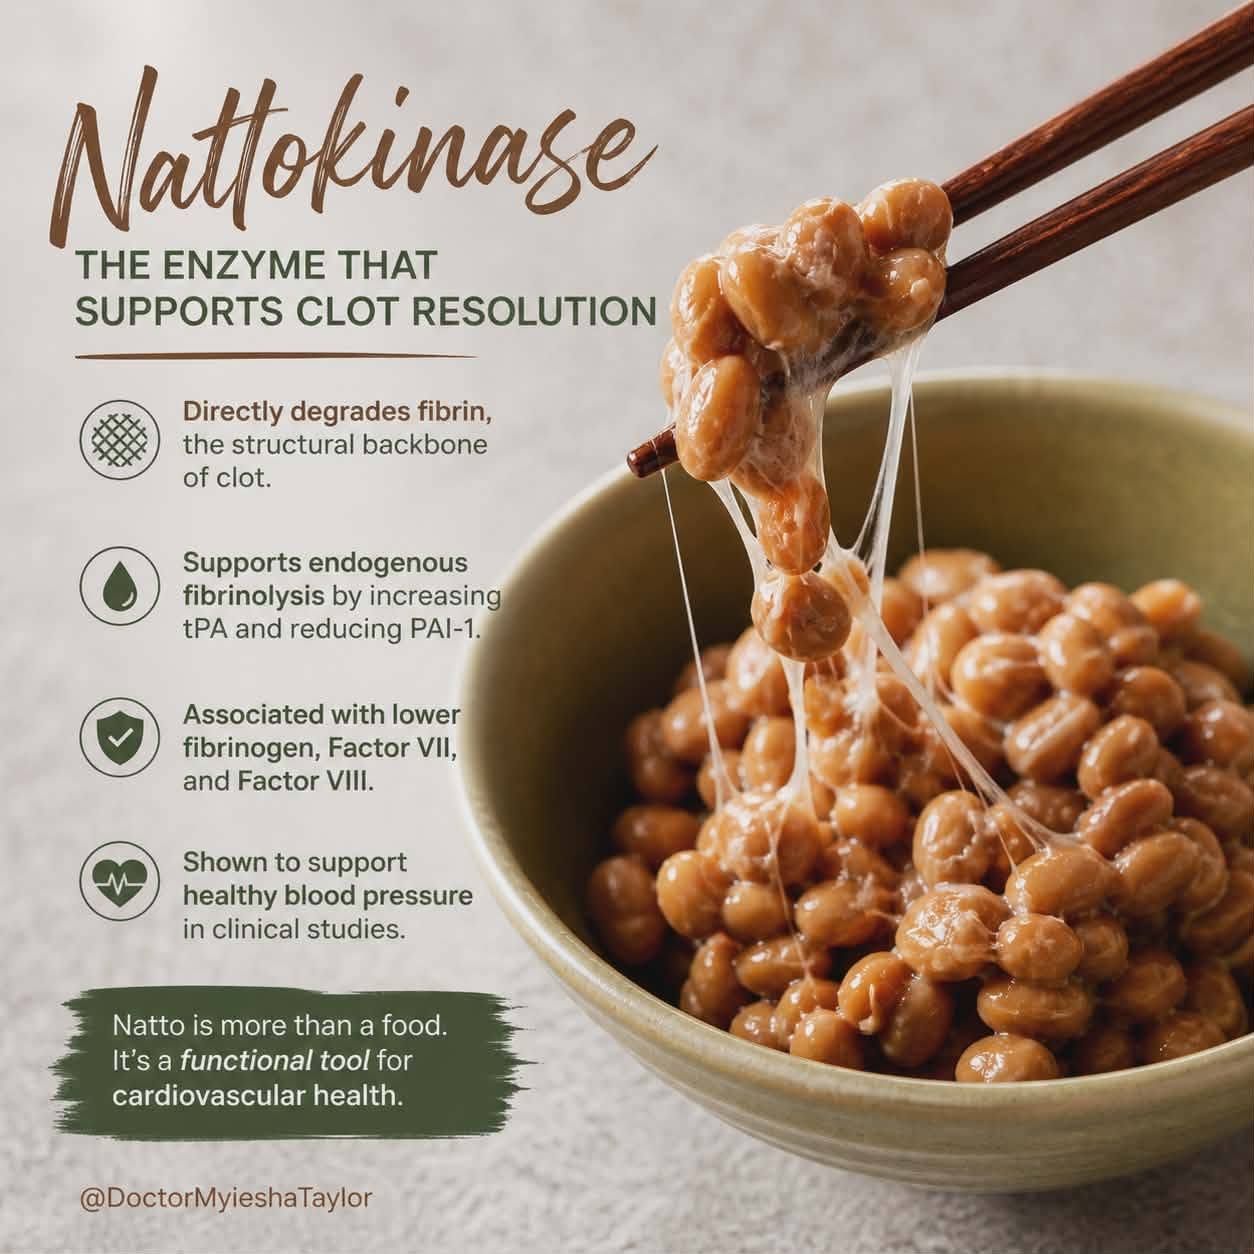 Nattokinase
THE ENZYME THAT
SUPPORTS CLOT RESOLUTION
Directly degrades fibrin,
the structural backbone
of clot.
Supports endogenous
fibrinolysis by increasing
tPA and reducing PAI-1.
Associated with lower
fibrinogen, Factor VII,
and Factor VIII.
Shown to support
healthy blood pressure
in clinical studies.
Natto is more than a food.
It's a functional tool for
cardiovascular health.
@DoctorMyieshaTaylor